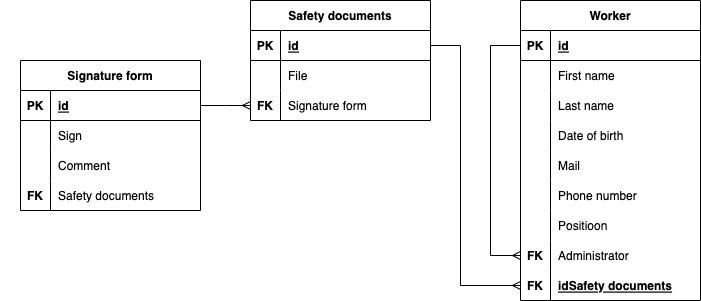 Signature form
PK id
Sign
Comment
FK Safety documents
Safety documents
PK id
File
FK Signature form
Worker
PK id
First name
Last name
Date of birth
Mail
Phone number
Positioon
FK Administrator
FK idSafety documents